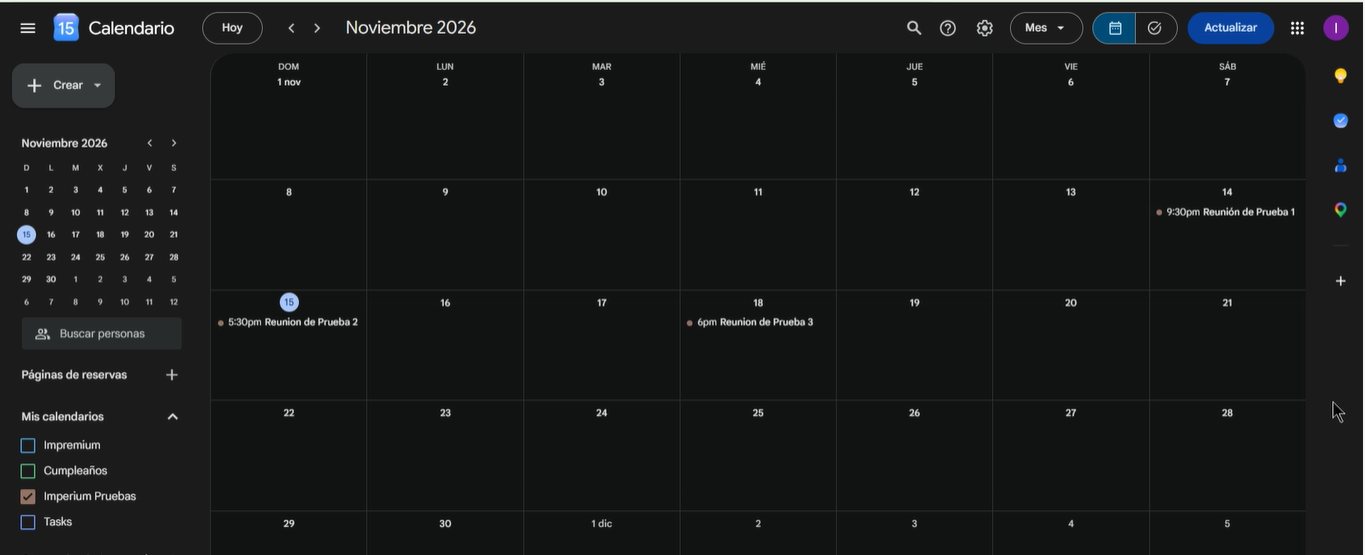 15 Calendario Hoy Noviembre 2026 Mes Actualizar I
Crear
Noviembre 2026
D L M X J V S
1 2 3 4 5 6 7
8 9 10 11 12 13 14
15 16 17 18 19 20 21
22 23 24 25 26 27 28
29 30 1 2 3 4 5
6 7 8 9 10 11 12
Buscar personas
Páginas de reservas
Mis calendarios
Impremium
Cumpleaños
Imperium Pruebas
Tasks
DOM LUN MAR MIÉ JUE VIE SÁB
1 nov 2 3 4 5 6 7
8 9 10 11 12 13 14
9:30pm Reunión de Prueba 1
15 16 17 18 19 20 21
5:30pm Reunion de Prueba 2 6pm Reunion de Prueba 3
22 23 24 25 26 27 28
29 30 1 dic 2 3 4 5